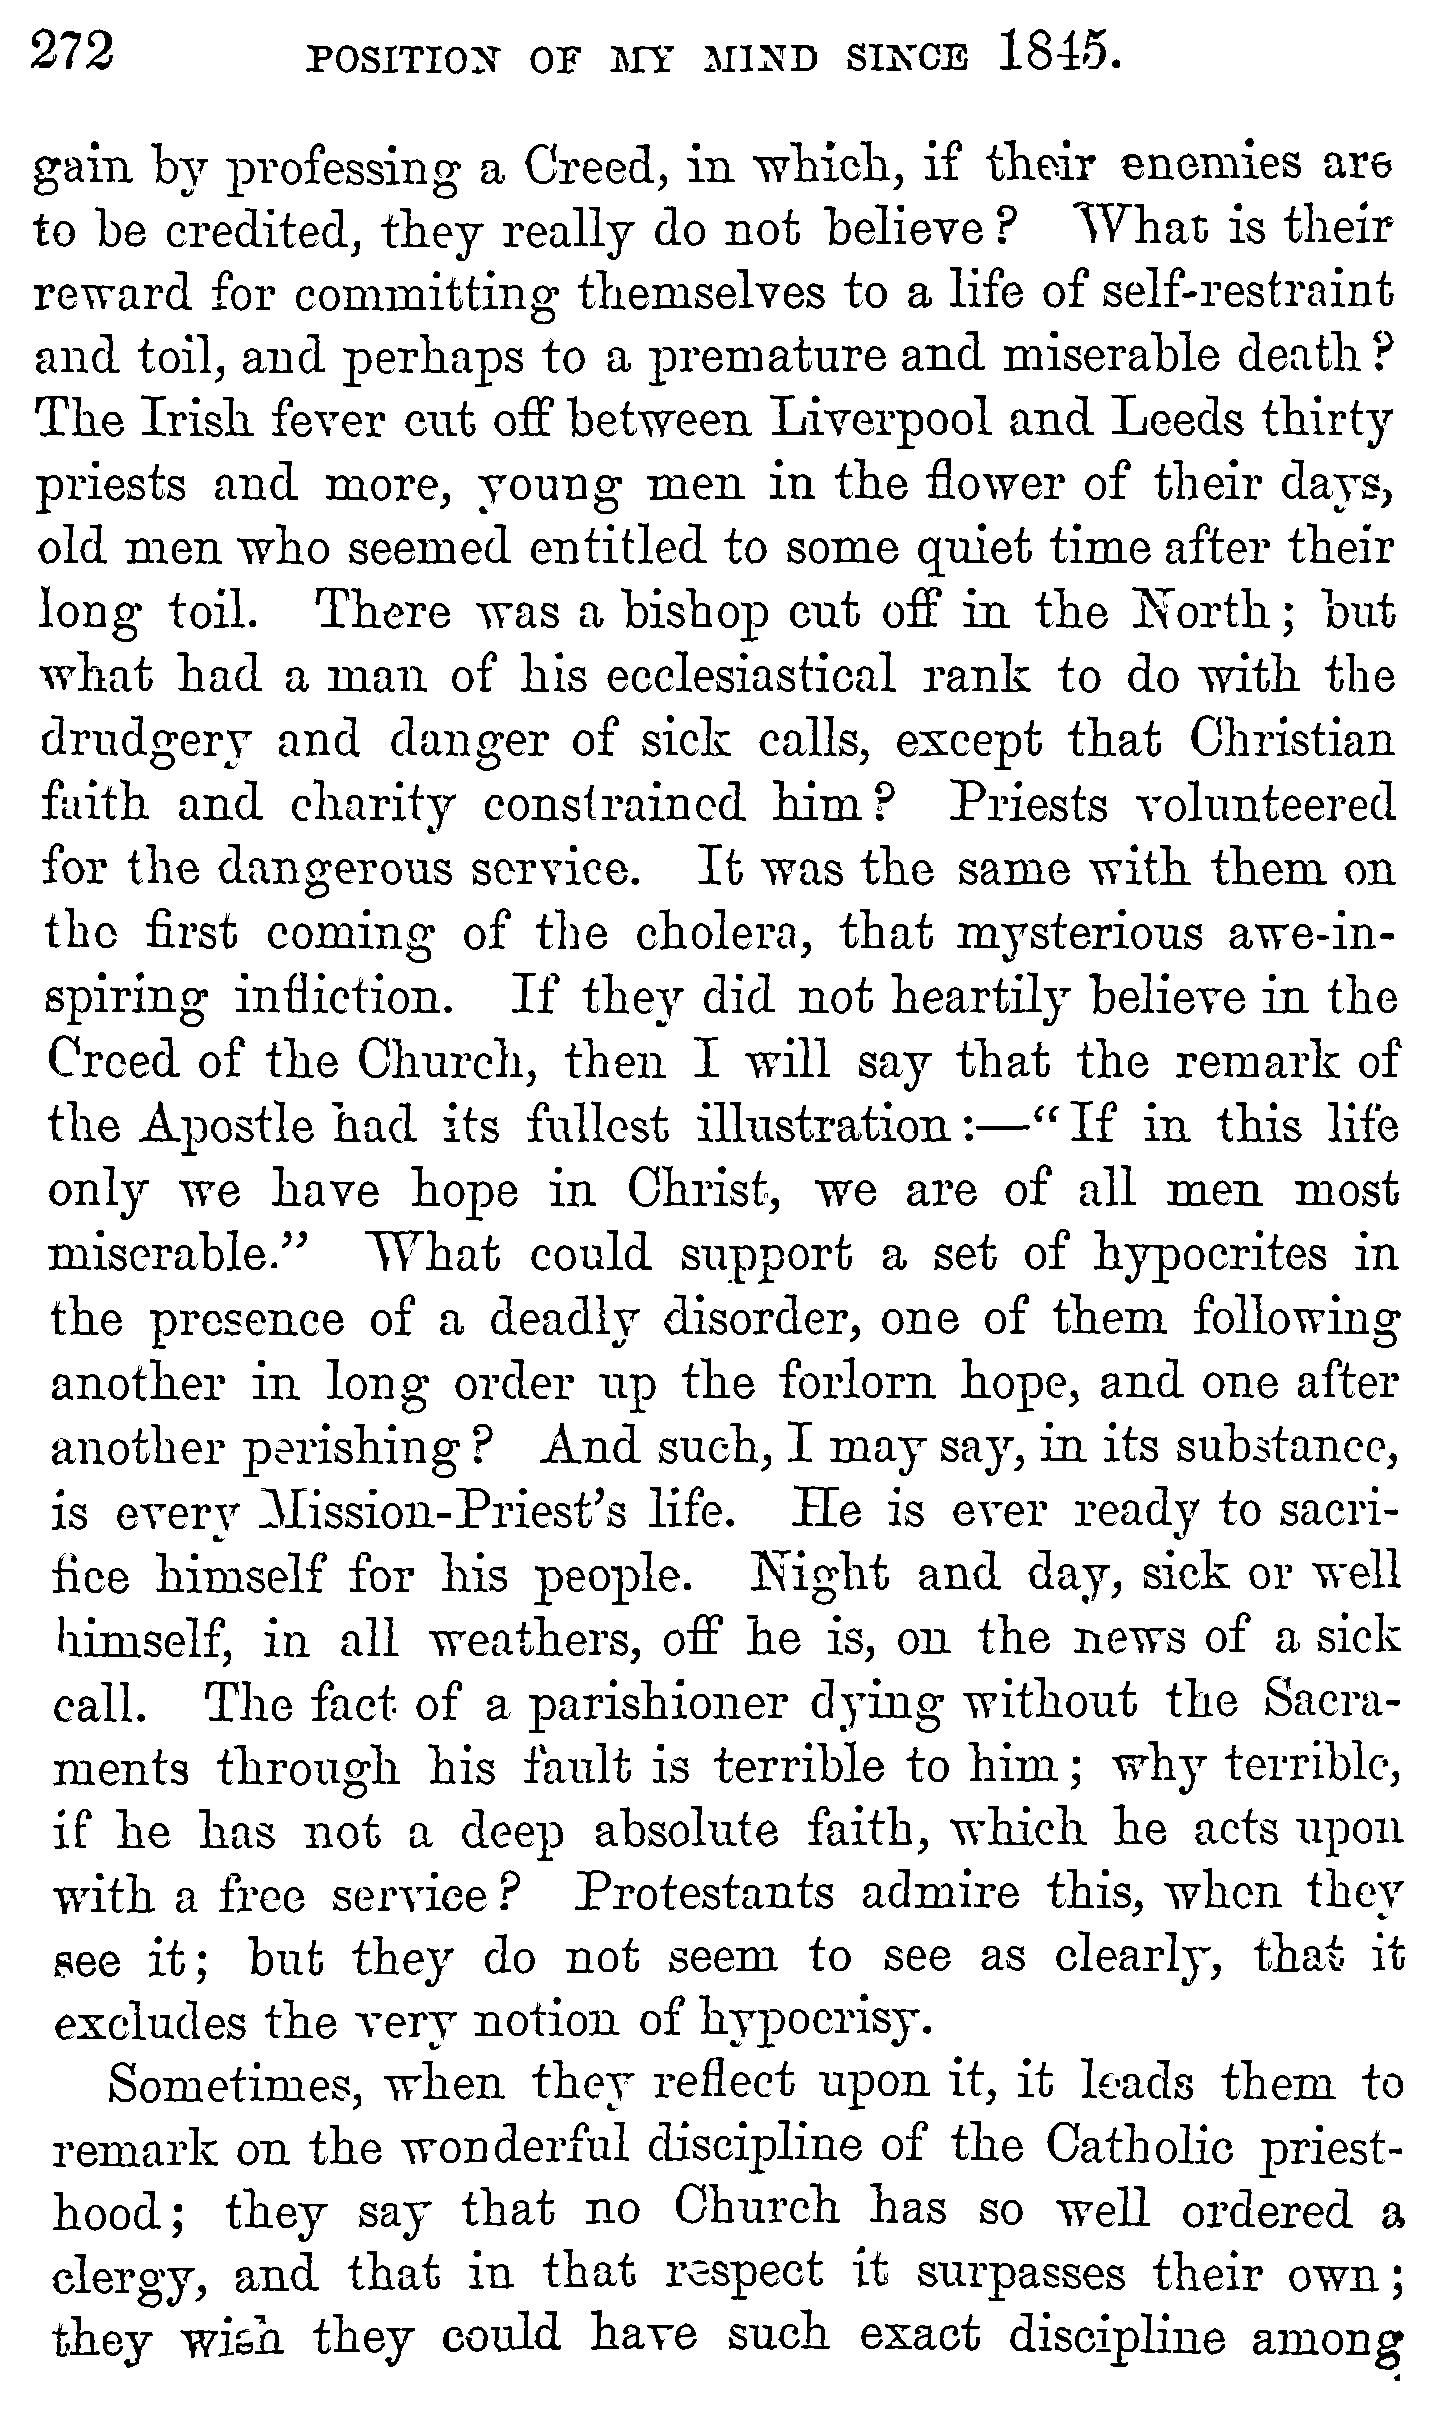 272 POSITION OF MY MIND SINCE 1845.
gain by professing a Creed, in which, if their enemies are
to be credited, they really do not believe? What is their
reward for committing themselves to a life of self-restraint
and toil, and perhaps to a premature and miserable death?
The Irish fever cut off between Liverpool and Leeds thirty
priests and more, young men in the flower of their days,
old men who seemed entitled to some quiet time after their
long toil. There was a bishop cut off in the North; but
what had a man of his ecclesiastical rank to do with the
drudgery and danger of sick calls, except that Christian
faith and charity constrained him? Priests volunteered
for the dangerous service. It was the same with them on
the first coming of the cholera, that mysterious awe-in-
spiring infliction. If they did not heartily believe in the
Creed of the Church, then I will say that the remark of
the Apostle had its fullest illustration:—“If in this life
only we have hope in Christ, we are of all men most
miserable.” What could support a set of hypocrites in
the presence of a deadly disorder, one of them following
another in long order up the forlorn hope, and one after
another perishing? And such, I may say, in its substance,
is every Mission-Priest’s life. He is ever ready to sacri-
fice himself for his people. Night and day, sick or well
himself, in all weathers, off he is, on the news of a sick
call. The fact of a parishioner dying without the Sacra-
ments through his fault is terrible to him; why terrible,
if he has not a deep absolute faith, which he acts upon
with a free service? Protestants admire this, when they
see it; but they do not seem to see as clearly, that it
excludes the very notion of hypocrisy.
Sometimes, when they reflect upon it, it leads them to
remark on the wonderful discipline of the Catholic priest-
hood; they say that no Church has so well ordered a
clergy, and that in that respect it surpasses their own;
they wish they could have such exact discipline among